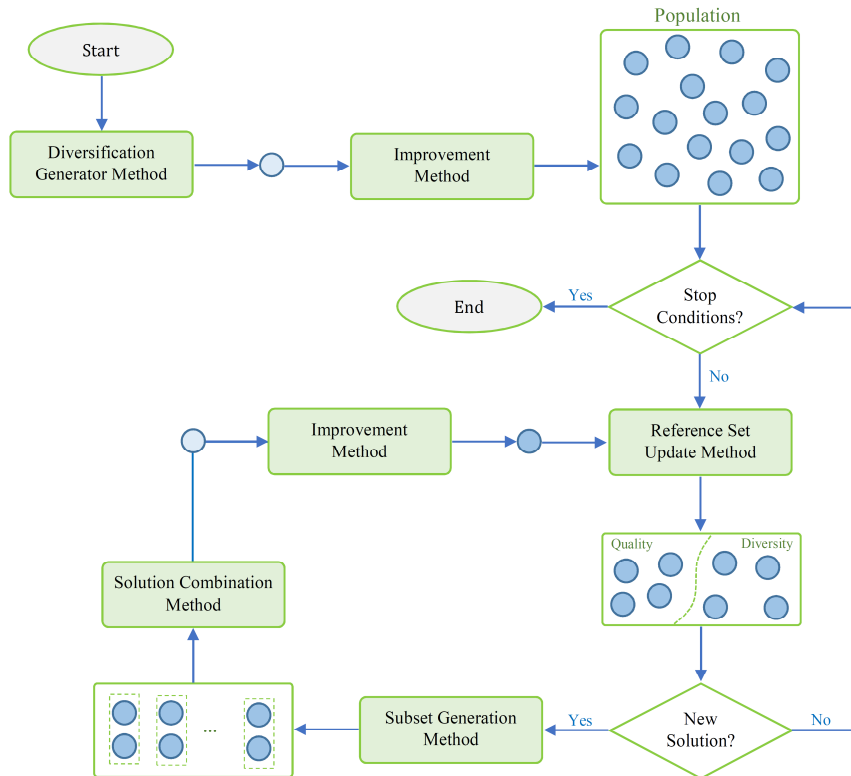 Population
Start
Diversification
Generator Method
Improvement
Method
Stop
Conditions?
Yes
End
No
Improvement
Method
Reference Set
Update Method
Quality
Diversity
Solution Combination
Method
New
Solution?
Yes
No
Subset Generation
Method
...